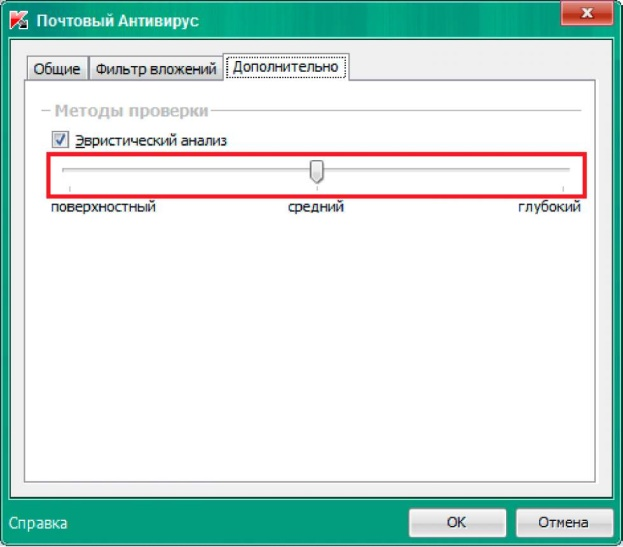 Почтовый Антивирус
x
Общие Фильтр вложений Дополнительно
Методы проверки
Эвристический анализ
поверхностный средний глубокий
Справка OK Отмена